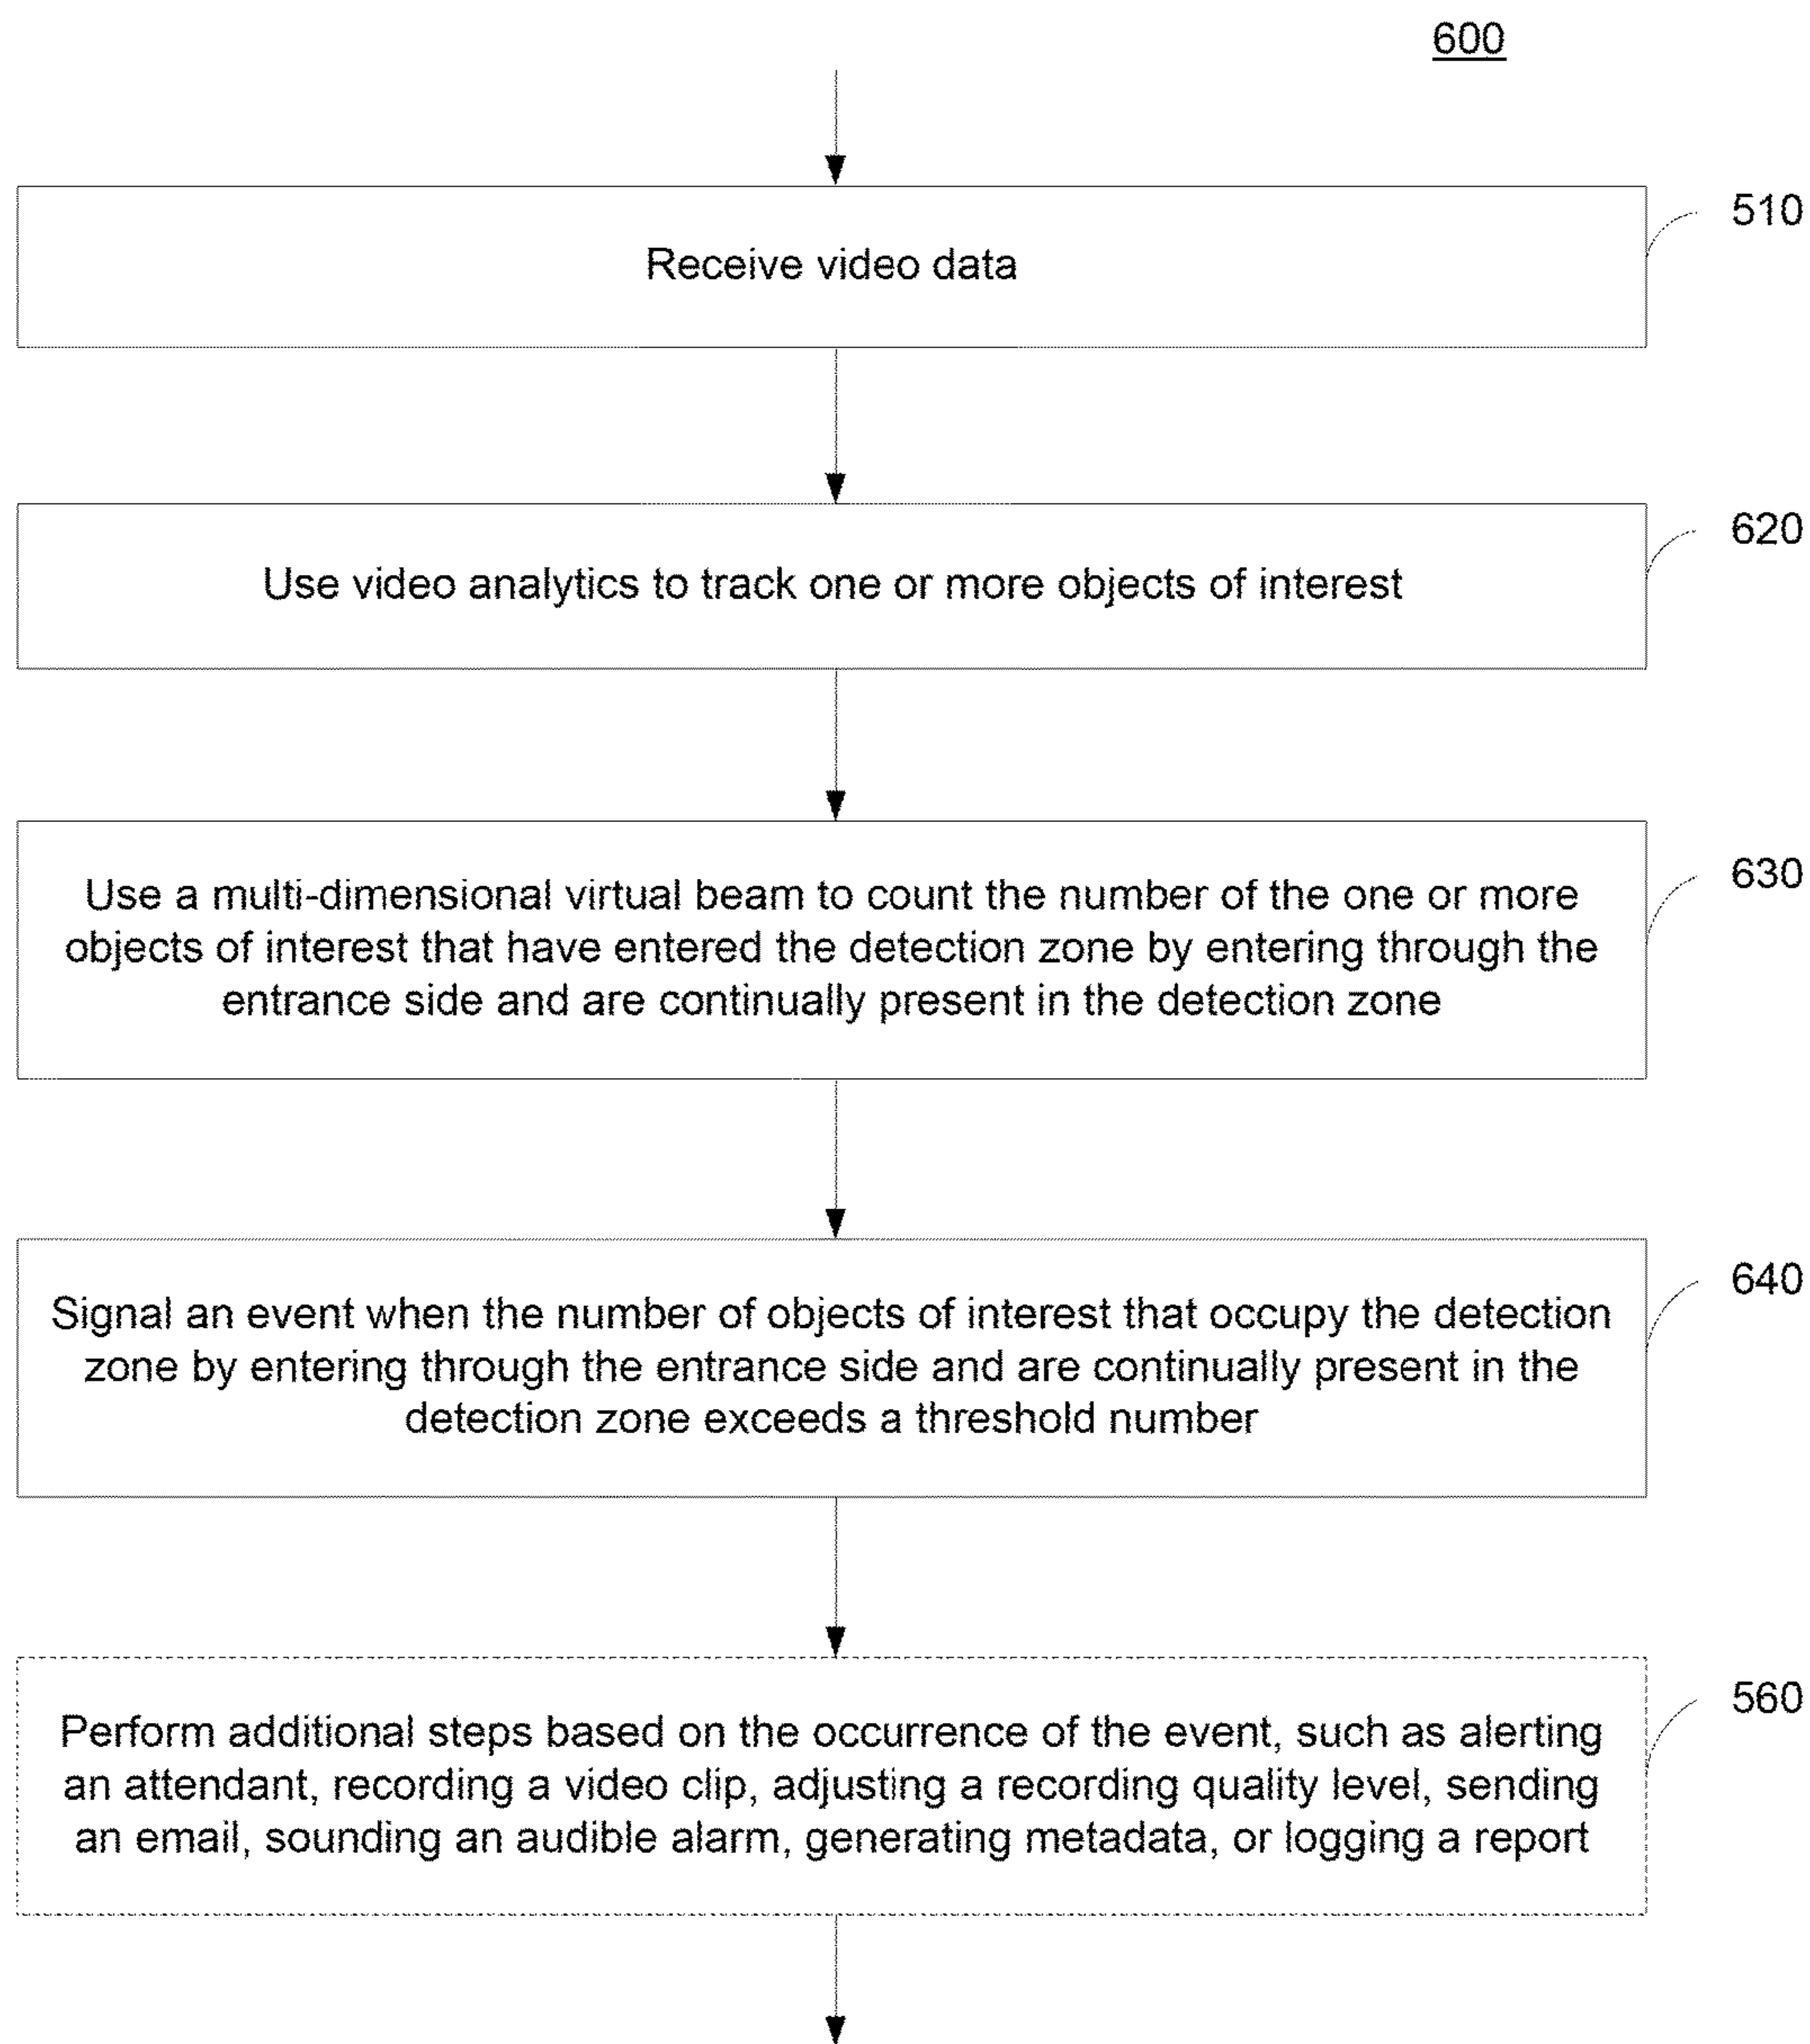 600
Receive video data
510
Use video analytics to track one or more objects of interest
620
Use a multi-dimensional virtual beam to count the number of the one or more
objects of interest that have entered the detection zone by entering through the
entrance side and are continually present in the detection zone
630
Signal an event when the number of objects of interest that occupy the detection
zone by entering through the entrance side and are continually present in the
detection zone exceeds a threshold number
640
Perform additional steps based on the occurrence of the event, such as alerting
an attendant, recording a video clip, adjusting a recording quality level, sending
an email, sounding an audible alarm, generating metadata, or logging a report
560